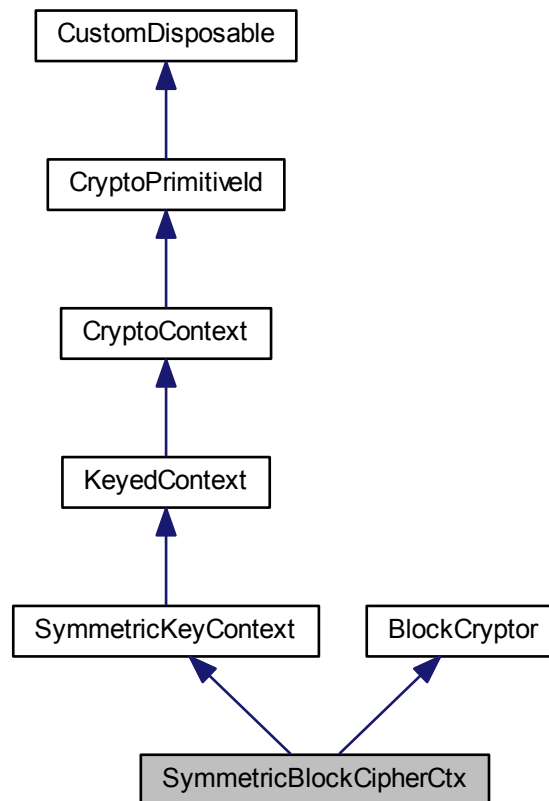 CustomDisposable
CryptoPrimitiveId
CryptoContext
KeyedContext
SymmetricKeyContext
BlockCryptor
SymmetricBlockCipherCtx